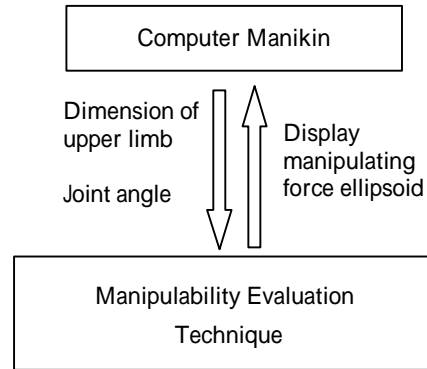 Computer Manikin
Dimension of
upper limb
Joint angle
Display
manipulating
force ellipsoid
Manipulability Evaluation
Technique